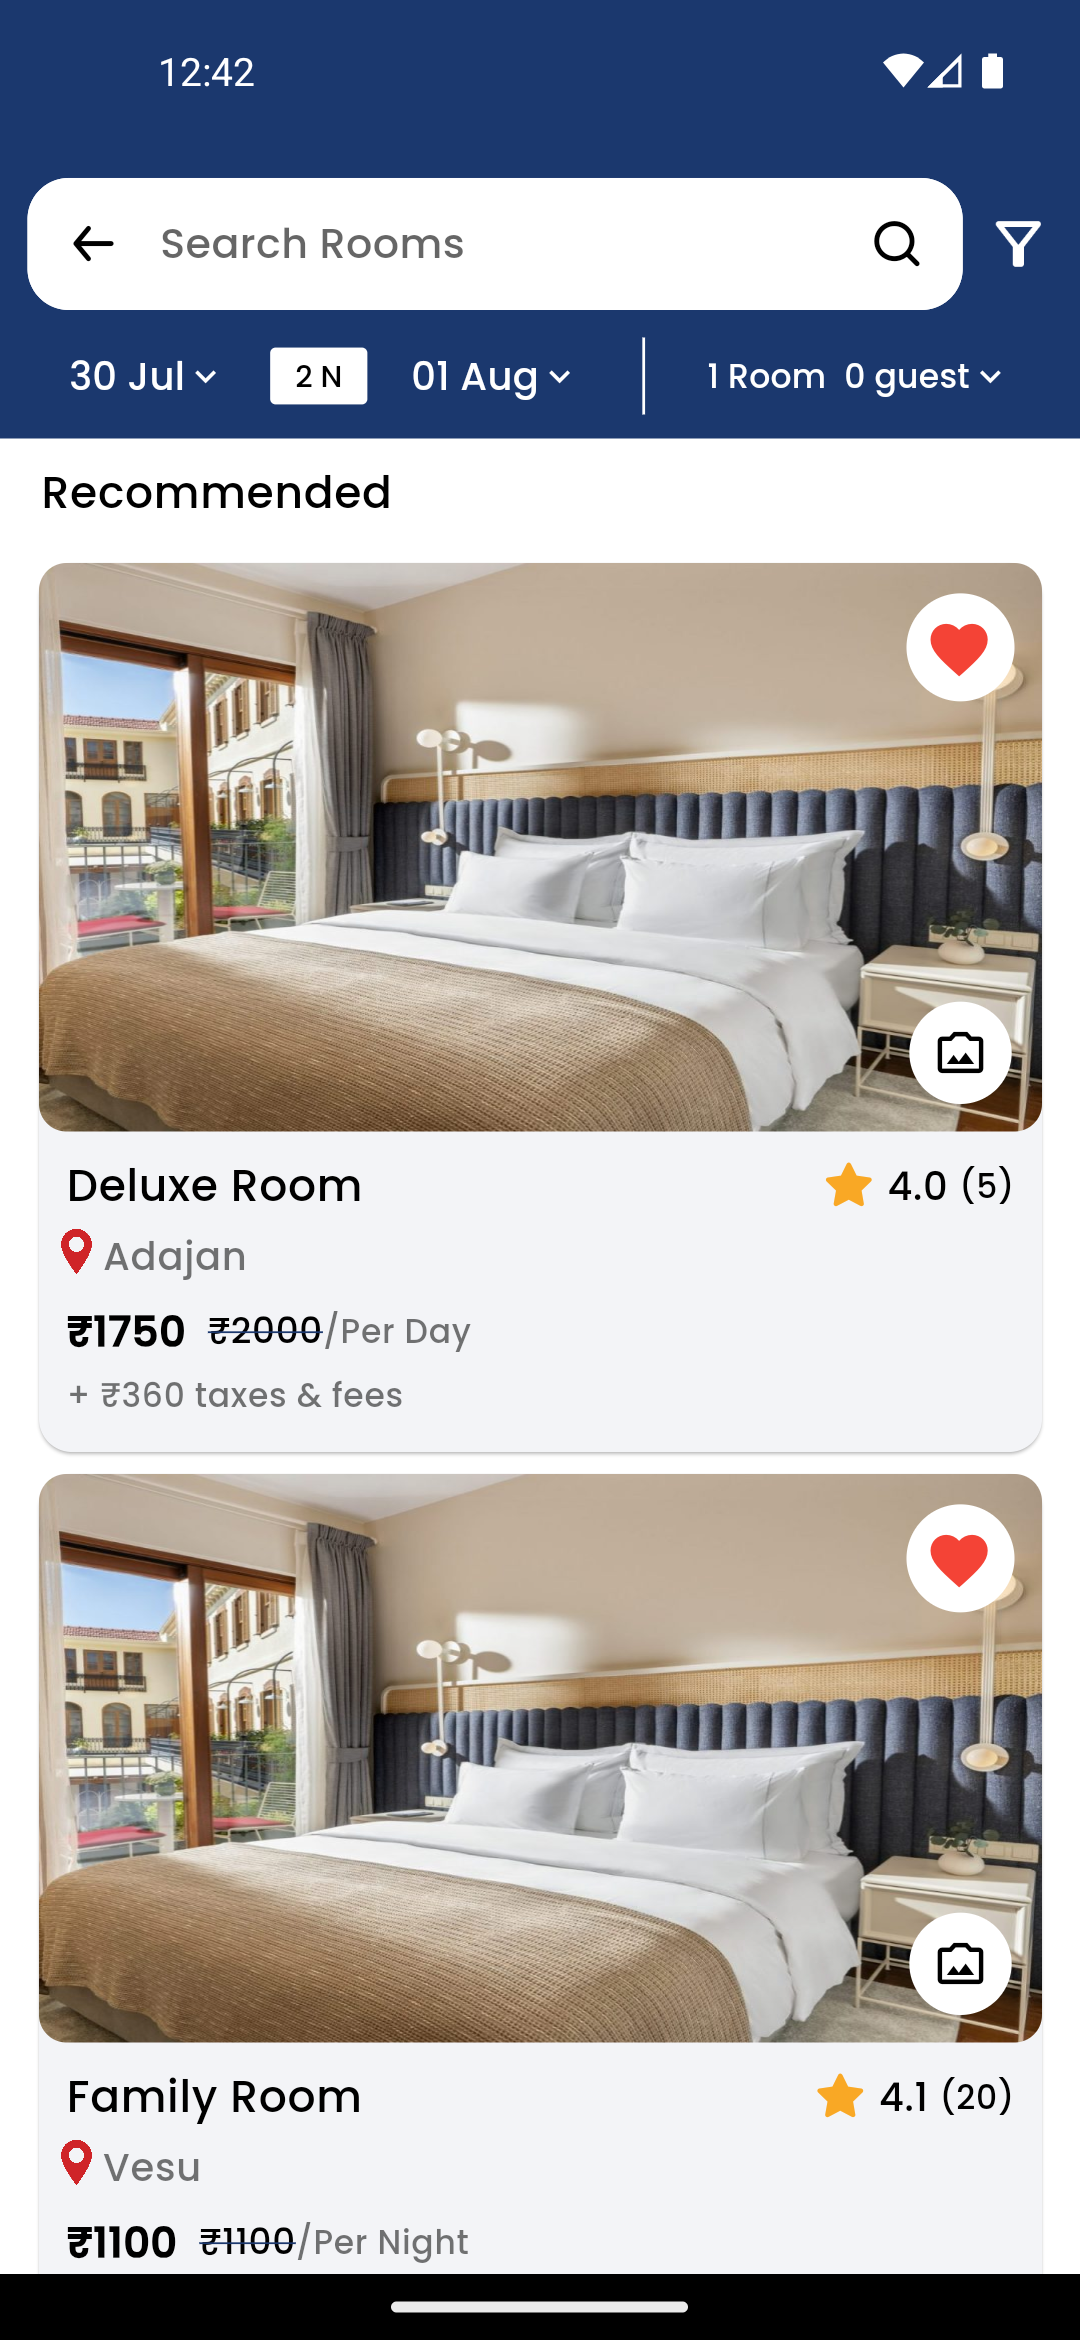 12:42
Search Rooms
30 Jul 2 N 01 Aug 1 Room 0 guest
Recommended
Deluxe Room 4.0 (5)
Adajan
₹1750 ₹2000/Per Day
+ ₹360 taxes & fees
Family Room 4.1 (20)
Vesu
₹1100 ₹1100/Per Night